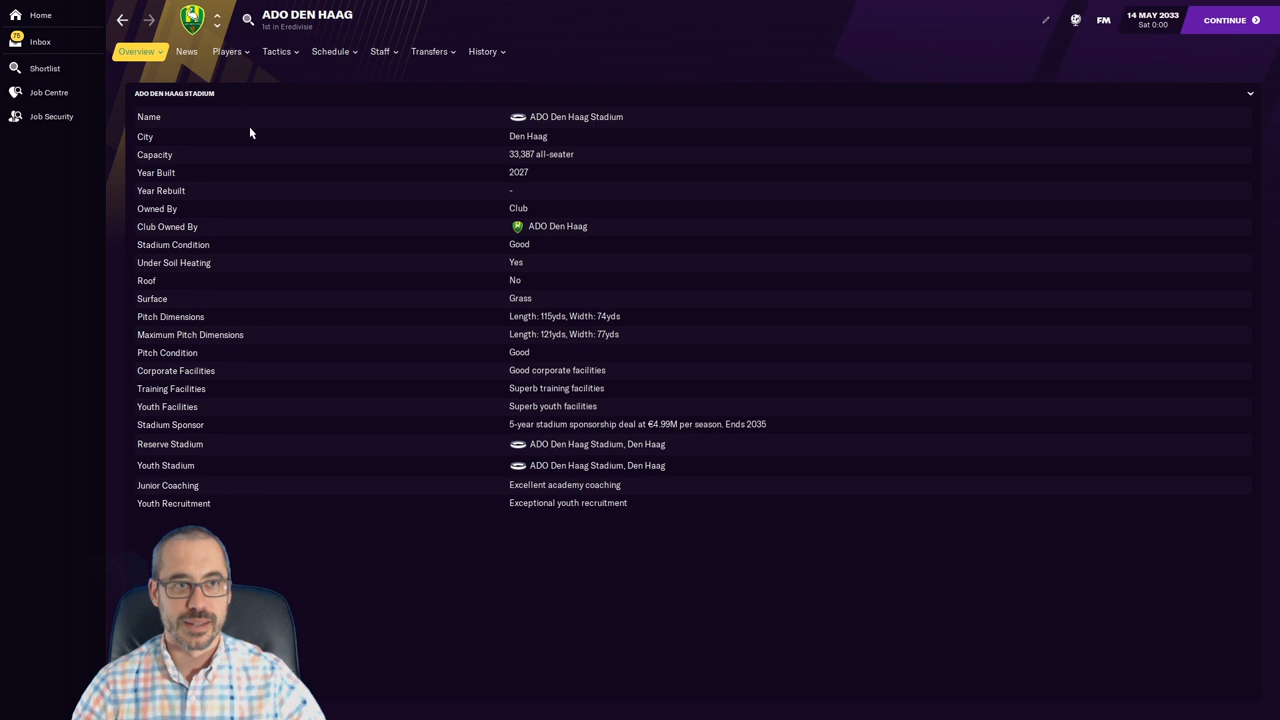 Home
75
Inbox
Shortlist
Job Centre
Job Security
ADO DEN HAAG
1st in Eredivisie
FM
14 MAY 2033
Sat 0:00
CONTINUE
Overview
News
Players
Tactics
Schedule
Staff
Transfers
History
ADO DEN HAAG STADIUM
Name ADO Den Haag Stadium
City Den Haag
Capacity 33,387 all-seater
Year Built 2027
Year Rebuilt -
Owned By Club
Club Owned By ADO Den Haag
Stadium Condition Good
Under Soil Heating Yes
Roof No
Surface Grass
Pitch Dimensions Length: 115yds, Width: 74yds
Maximum Pitch Dimensions Length: 121yds, Width: 77yds
Pitch Condition Good
Corporate Facilities Good corporate facilities
Training Facilities Superb training facilities
Youth Facilities Superb youth facilities
Stadium Sponsor 5-year stadium sponsorship deal at €4.99M per season. Ends 2035
Reserve Stadium ADO Den Haag Stadium, Den Haag
Youth Stadium ADO Den Haag Stadium, Den Haag
Junior Coaching Excellent academy coaching
Youth Recruitment Exceptional youth recruitment